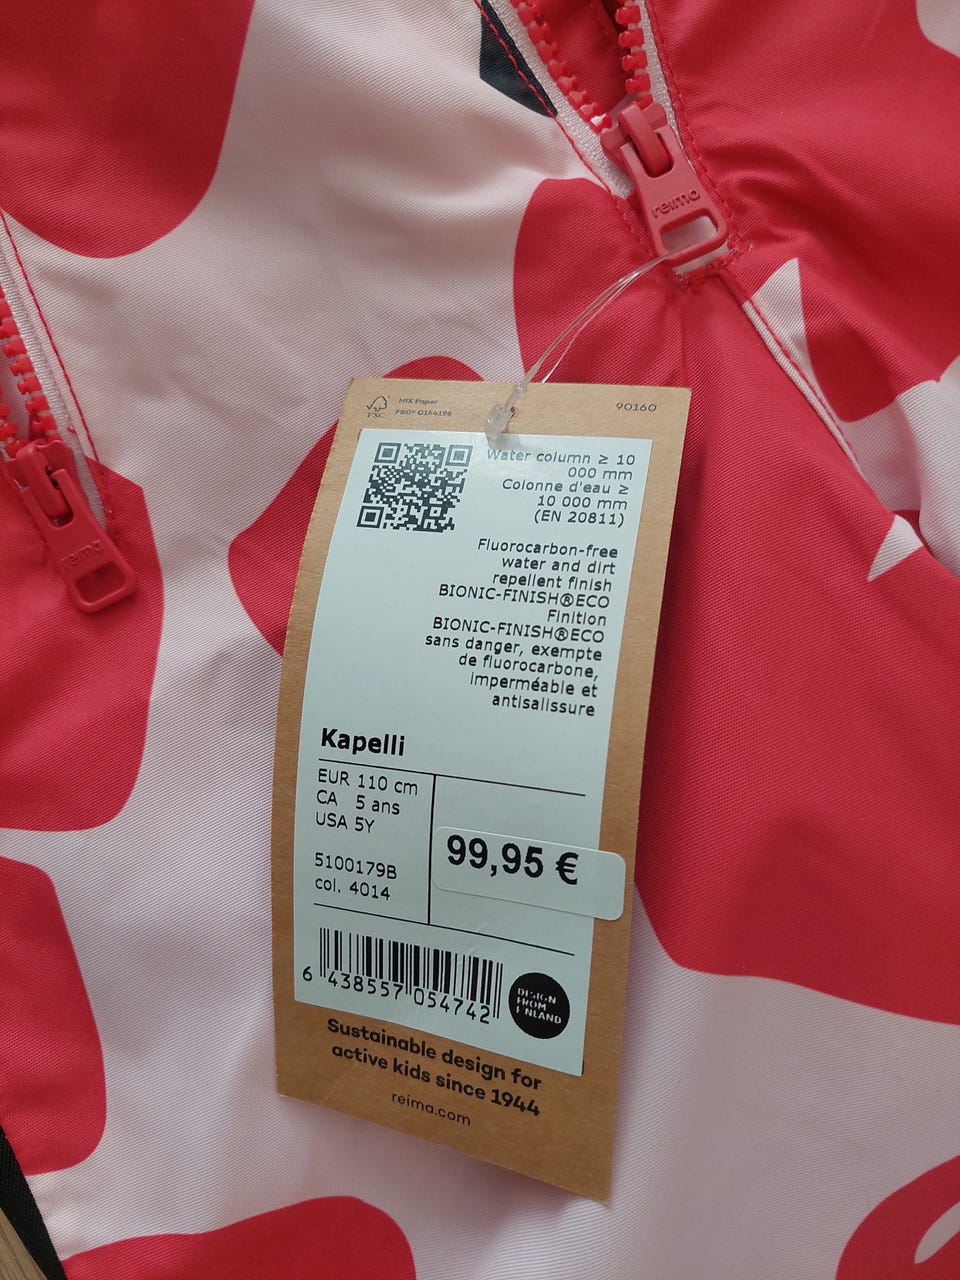 reima
reima
FSC
MIX Paper
FSC® C144196
90160
Water column ≥ 10
000 mm
Colonne d'eau ≥
10 000 mm
(EN 20811)
Fluorocarbon-free
water and dirt
repellent finish
BIONIC-FINISH®ECO
Finition
BIONIC-FINISH®ECO
sans danger, exempte
de fluorocarbone,
imperméable et
antisalissure
Kapelli
EUR 110 cm
CA 5 ans
USA 5Y
5100179B
col. 4014
99,95 €
6 438557 054742
DESIGN
FROM
FINLAND
Sustainable design for
active kids since 1944
reima.com